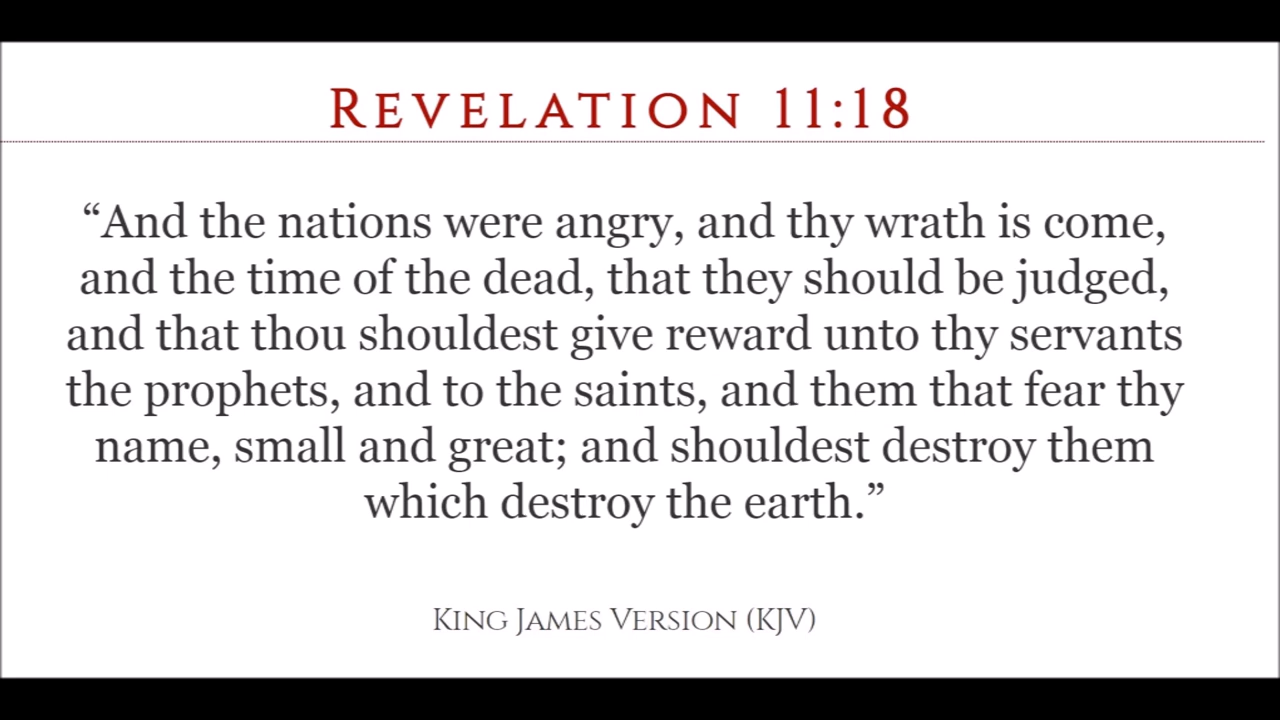 Revelation 11:18
“And the nations were angry, and thy wrath is come,
and the time of the dead, that they should be judged,
and that thou shouldest give reward unto thy servants
the prophets, and to the saints, and them that fear thy
name, small and great; and shouldest destroy them
which destroy the earth.”
King James Version (KJV)